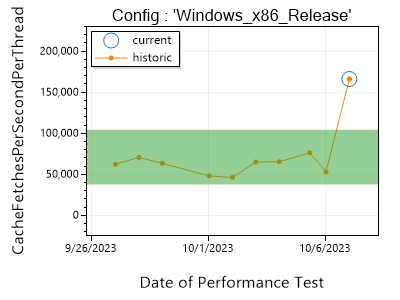 Config : 'Windows_x86_Release'
CacheFetchesPerSecondPerThread
current
historic
200,000
150,000
100,000
50,000
0
9/26/2023
10/1/2023
10/6/2023
Date of Performance Test